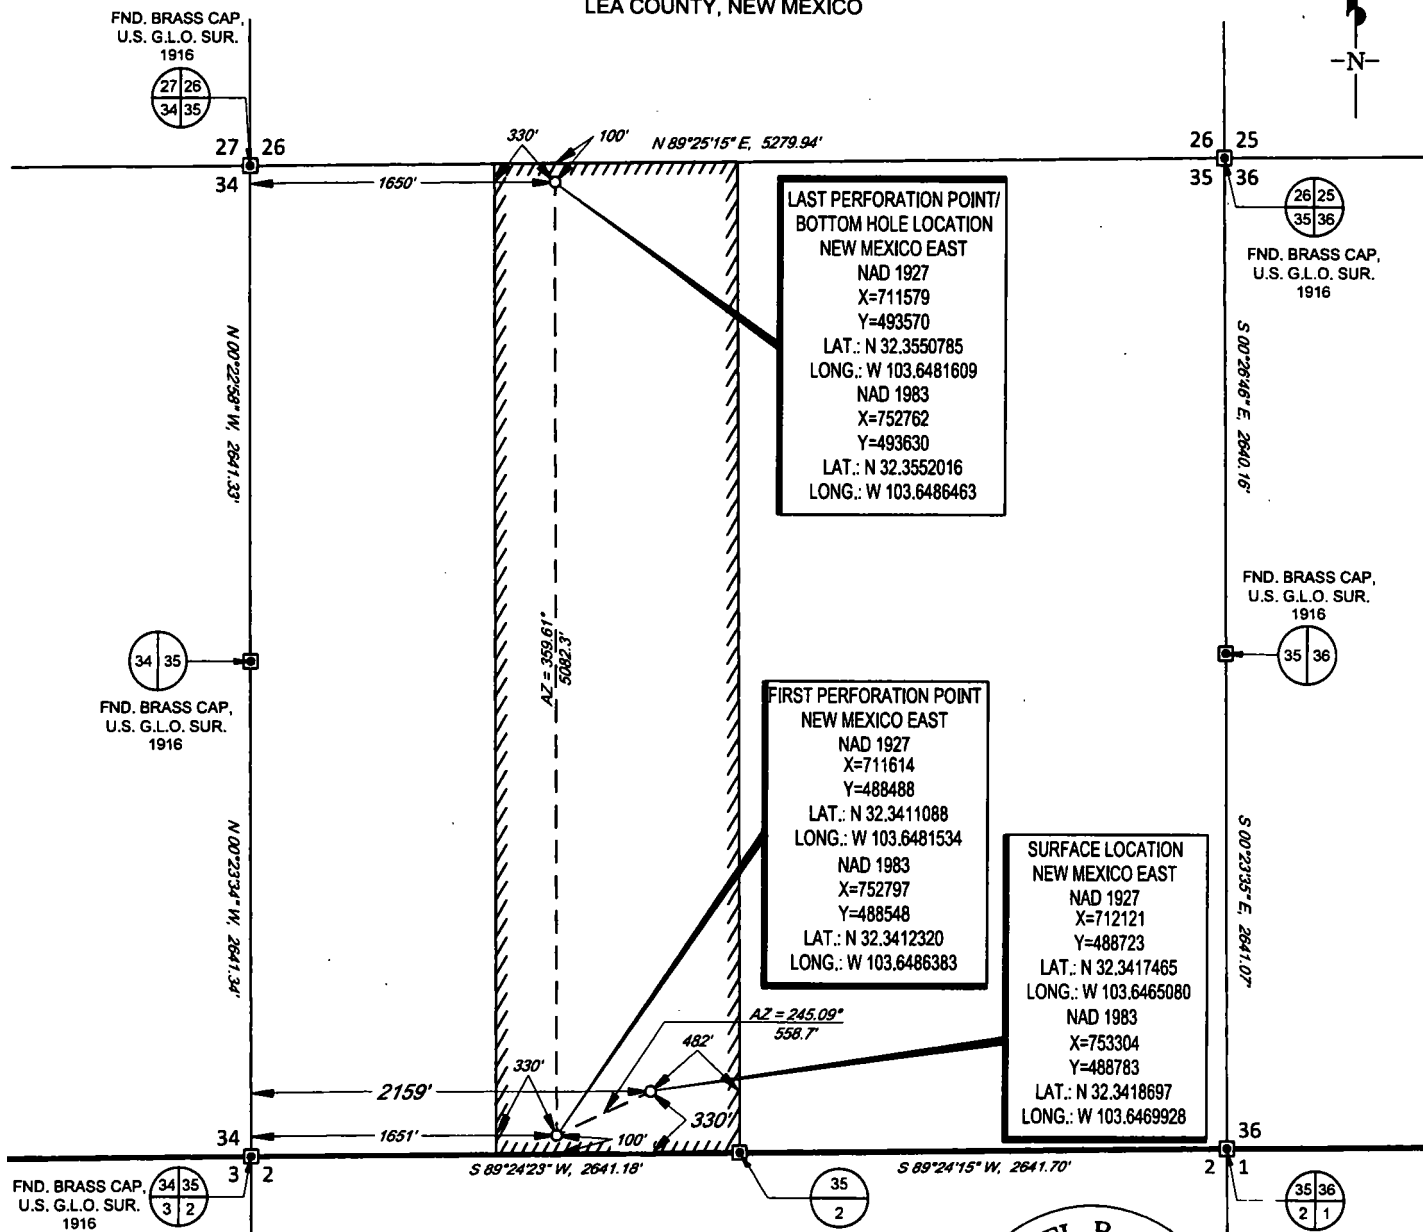 LEA COUNTY, NEW MEXICO
FND. BRASS CAP,
U.S. G.L.O. SUR.
1916
27 26
34 35
-N-
27 26
34
330'
100'
N 89°25'15" E, 5279.94'
26 25
35 36
1650'
26 25
35 36
FND. BRASS CAP,
U.S. G.L.O. SUR.
1916
LAST PERFORATION POINT/
BOTTOM HOLE LOCATION
NEW MEXICO EAST
NAD 1927
X=711579
Y=493570
LAT.: N 32.3550785
LONG.: W 103.6481609
NAD 1983
X=752762
Y=493630
LAT.: N 32.3552016
LONG.: W 103.6486463
N 00°22'58" W, 2641.33'
S 00°26'46" E, 2640.16'
34 35
FND. BRASS CAP,
U.S. G.L.O. SUR.
1916
AZ = 359.61°
5082.3'
FND. BRASS CAP,
U.S. G.L.O. SUR.
1916
35 36
FIRST PERFORATION POINT
NEW MEXICO EAST
NAD 1927
X=711614
Y=488488
LAT.: N 32.3411088
LONG.: W 103.6481534
NAD 1983
X=752797
Y=488548
LAT.: N 32.3412320
LONG.: W 103.6486383
SURFACE LOCATION
NEW MEXICO EAST
NAD 1927
X=712121
Y=488723
LAT.: N 32.3417465
LONG.: W 103.6465080
NAD 1983
X=753304
Y=488783
LAT.: N 32.3418697
LONG.: W 103.6469928
N 00°23'34" W, 2641.34'
S 00°23'35" E, 2641.07'
AZ = 245.09°
558.7'
482'
330'
2159'
330'
34
1651'
100'
36
3 2
S 89°24'23" W, 2641.18'
S 89°24'15" W, 2641.70'
2 1
FND. BRASS CAP,
U.S. G.L.O. SUR.
1916
34 35
3 2
35
2
35 36
2 1